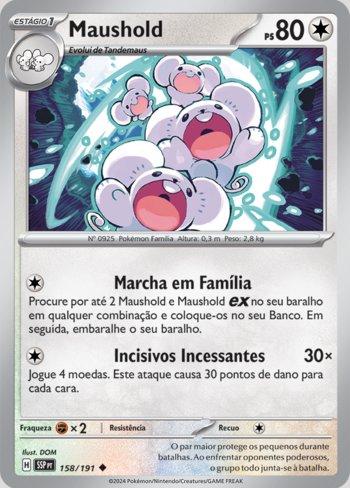 ESTÁGIO 1
Maushold
PS 80
Evolui de Tandemaus
Nº 0925 Pokémon Família Altura: 0,3 m Peso: 2,8 kg
Marcha em Família
Procure por até 2 Maushold e Maushold ex no seu baralho
em qualquer combinação e coloque-os no seu Banco. Em
seguida, embaralhe o seu baralho.
Incisivos Incessantes 30×
Jogue 4 moedas. Este ataque causa 30 pontos de dano para
cada cara.
Fraqueza ×2 Resistência Recuo
Ilust. DOM
H SSP PT 158/191
O par maior protege os pequenos durante
batalhas. Ao enfrentar oponentes poderosos,
o grupo todo junta-se à batalha.
©2024 Pokémon/Nintendo/Creatures/GAME FREAK